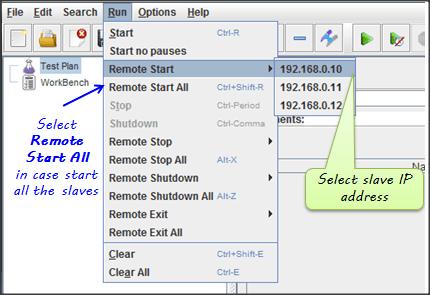 File Edit Search Run Options Help
Start Ctrl-R
Start no pauses
Test Plan
Remote Start 192.168.0.10
WorkBench
Remote Start All Ctrl+Shift-R 192.168.0.11
Stop Ctrl-Period 192.168.0.12
Shutdown Ctrl-Comma
ents:
Remote Stop
Remote Stop All Alt-X
Na
Remote Shutdown
Remote Shutdown All Alt-Z
Remote Exit
Remote Exit All
Clear Ctrl+Shift-E
Clear All Ctrl-E
Select
Remote
Start All
in case start
all the slaves
Select slave IP
address